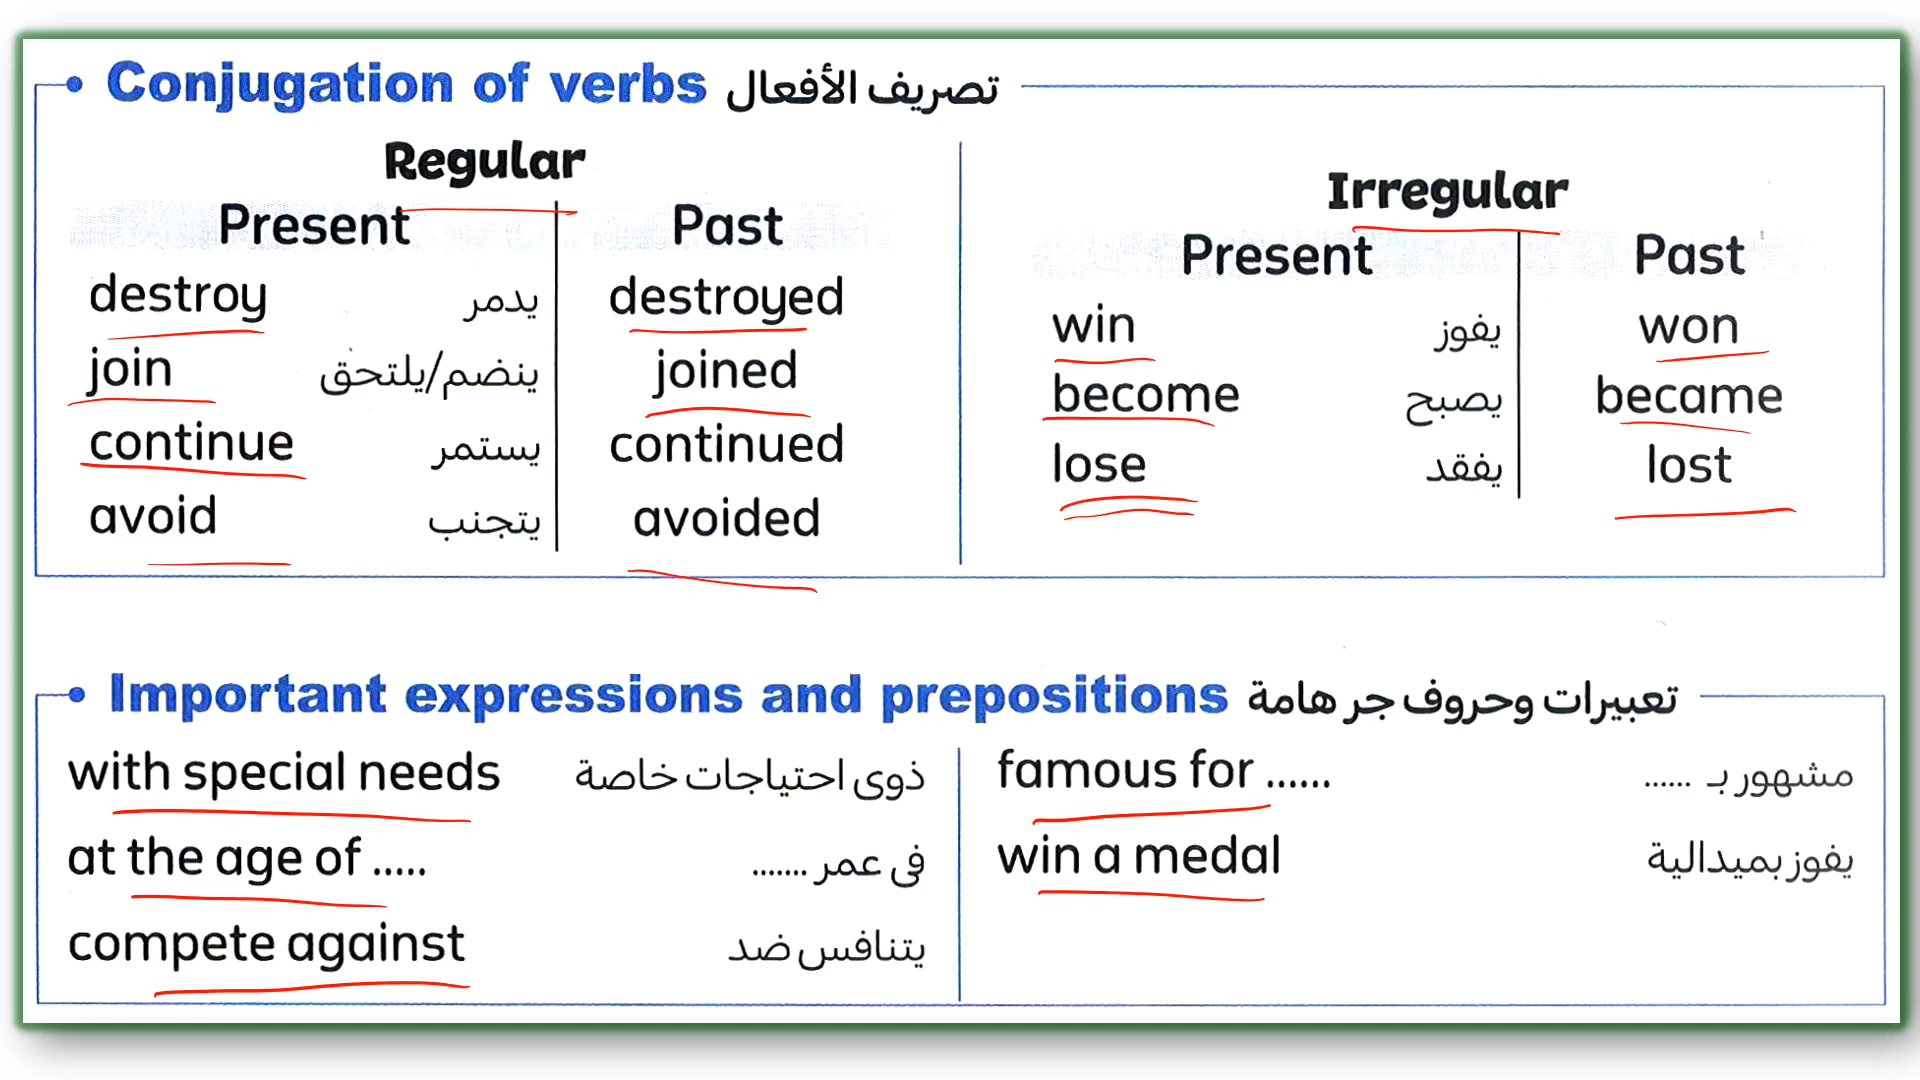 • Conjugation of verbs تصريف الأفعال
Regular
Present Past
destroy يدمر destroyed
join ينضم/يلتحق joined
continue يستمر continued
avoid يتجنب avoided
Irregular
Present Past
win يفوز won
become يصبح became
lose يفقد lost
• Important expressions and prepositions تعبيرات وحروف جر هامة
with special needs ذوى احتياجات خاصة
at the age of ..... فى عمر .......
compete against يتنافس ضد
famous for ...... مشهور بـ ......
win a medal يفوز بميدالية